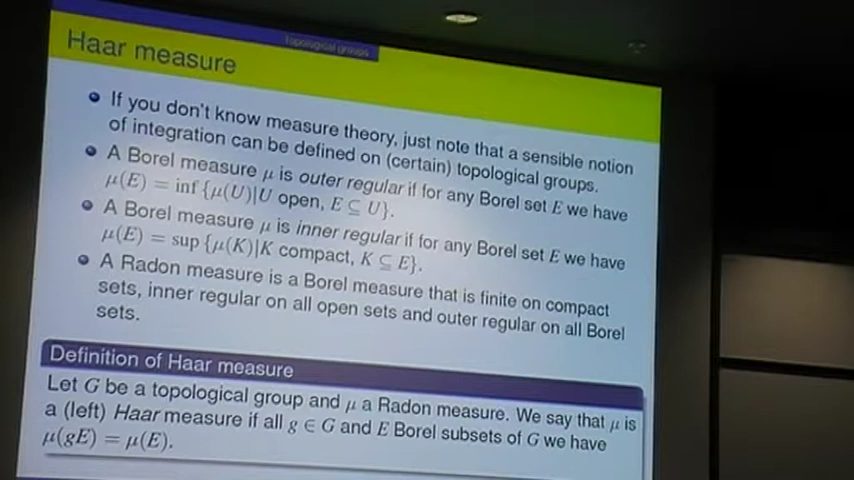 Topological groups
Haar measure
If you don't know measure theory, just note that a sensible notion
of integration can be defined on (certain) topological groups.
A Borel measure μ is outer regular if for any Borel set E we have
μ(E) = inf {μ(U)|U open, E ⊆ U}.
A Borel measure μ is inner regular if for any Borel set E we have
μ(E) = sup {μ(K)|K compact, K ⊆ E}.
A Radon measure is a Borel measure that is finite on compact
sets, inner regular on all open sets and outer regular on all Borel
sets.
Definition of Haar measure
Let G be a topological group and μ a Radon measure. We say that μ is
a (left) Haar measure if all g ∈ G and E Borel subsets of G we have
μ(gE) = μ(E).